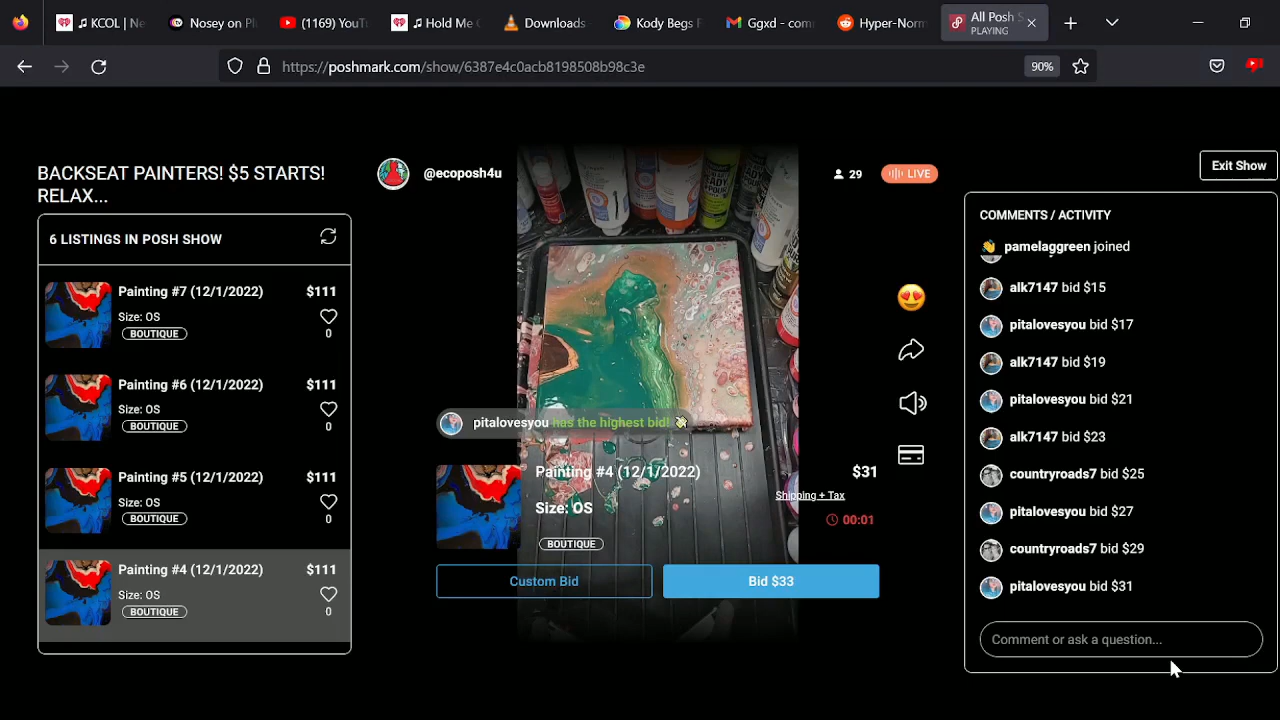 KCOL | Ne
Nosey on Pl
(1169) YouT
Hold Me
Downloads
Kody Begs F
Ggxd - com
Hyper-Norm
All Posh S
PLAYING
https://poshmark.com/show/6387e4c0acb8198508b98c3e
90%
BACKSEAT PAINTERS! $5 STARTS!
RELAX...
6 LISTINGS IN POSH SHOW
Painting #7 (12/1/2022) $111
Size: OS
BOUTIQUE
0
Painting #6 (12/1/2022) $111
Size: OS
BOUTIQUE
0
Painting #5 (12/1/2022) $111
Size: OS
BOUTIQUE
0
Painting #4 (12/1/2022) $111
Size: OS
BOUTIQUE
0
@ecoposh4u
29
LIVE
pitalovesyou has the highest bid!
Painting #4 (12/1/2022)
$31
Shipping + Tax
Size: OS
00:01
BOUTIQUE
Custom Bid
Bid $33
Exit Show
COMMENTS / ACTIVITY
pamelaggreen joined
alk7147 bid $15
pitalovesyou bid $17
alk7147 bid $19
pitalovesyou bid $21
alk7147 bid $23
countryroads7 bid $25
pitalovesyou bid $27
countryroads7 bid $29
pitalovesyou bid $31
Comment or ask a question...